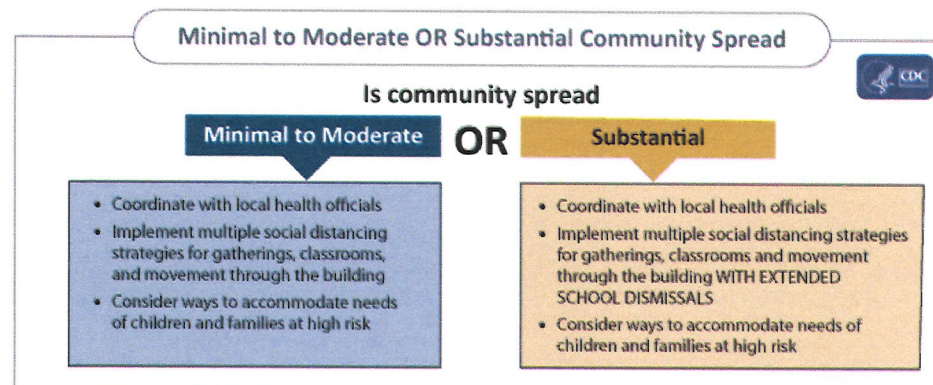 Minimal to Moderate OR Substantial Community Spread
CDC
Is community spread
Minimal to Moderate
OR
Substantial
• Coordinate with local health officials
• Implement multiple social distancing
strategies for gatherings, classrooms,
and movement through the building
• Consider ways to accommodate needs
of children and families at high risk
• Coordinate with local health officials
• Implement multiple social distancing strategies
for gatherings, classrooms and movement
through the building WITH EXTENDED
SCHOOL DISMISSALS
• Consider ways to accommodate needs of
children and families at high risk